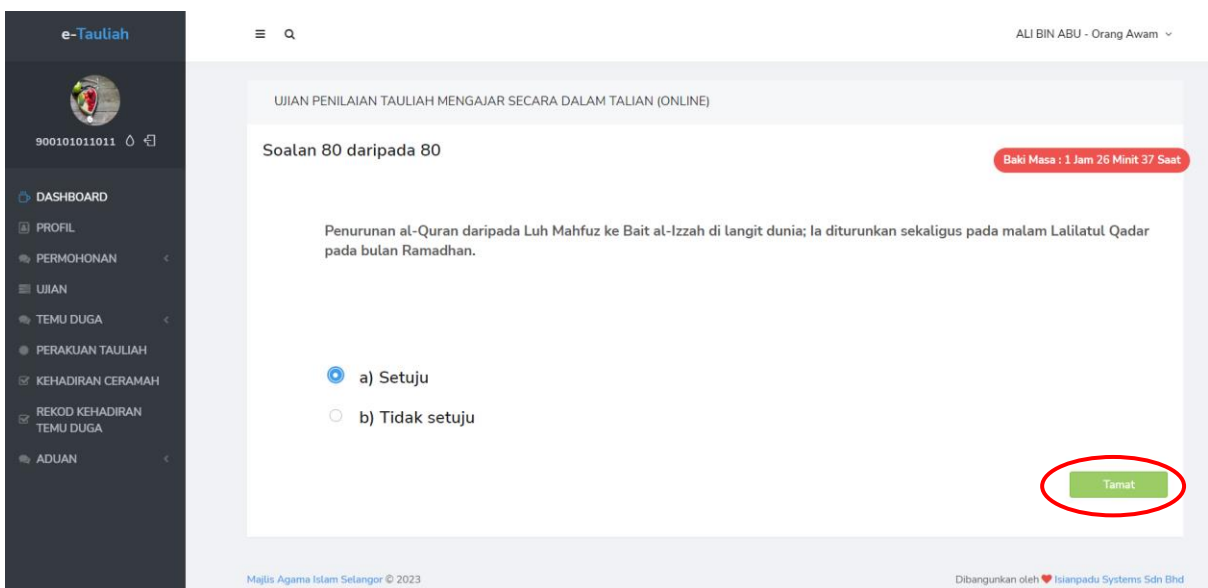 e-Tauliah
ALI BIN ABU - Orang Awam
900101011011
DASHBOARD
PROFIL
PERMOHONAN
UJIAN
TEMU DUGA
PERAKUAN TAULIAH
KEHADIRAN CERAMAH
REKOD KEHADIRAN
TEMU DUGA
ADUAN
UJIAN PENILAIAN TAULIAH MENGAJAR SECARA DALAM TALIAN (ONLINE)
Soalan 80 daripada 80
Baki Masa : 1 Jam 26 Minit 37 Saat
Penurunan al-Quran daripada Luh Mahfuz ke Bait al-Izzah di langit dunia; Ia diturunkan sekaligus pada malam Lalilatul Qadar
pada bulan Ramadhan.
a) Setuju
b) Tidak setuju
Tamat
Majlis Agama Islam Selangor © 2023
Dibangunkan oleh ❤ Isianpadu Systems Sdn Bhd